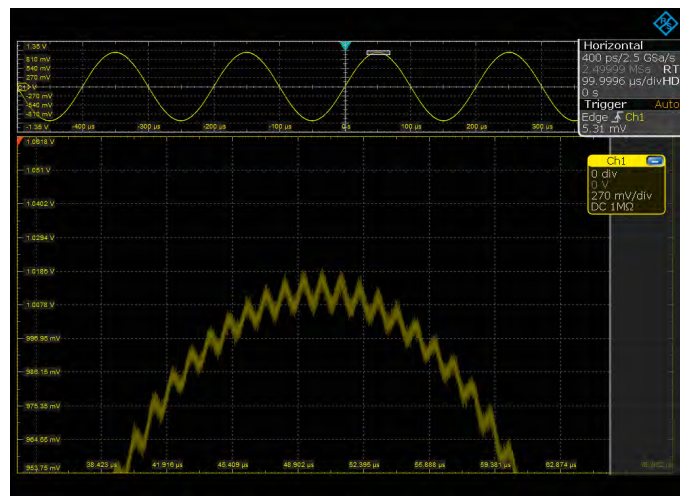 R&S
1.35 V
810 mV
540 mV
270 mV
-270 mV
-540 mV
-810 mV
-1.35 V
-400 µs
-300 µs
-200 µs
-100 µs
0 s
100 µs
200 µs
300 µs
Horizontal
400 ps/2.5 GSa/s
2.49999 MSa RT
99.9996 µs/div HD
0 s
Trigger Auto
Edge Ch1
5.31 mV
Ch1
0 div
0 V
270 mV/div
DC 1MΩ
1.0618 V
1.051 V
1.0402 V
1.0294 V
1.0186 V
1.0078 V
996.95 mV
986.15 mV
975.35 mV
964.55 mV
953.75 mV
38.423 µs
41.916 µs
45.409 µs
48.902 µs
52.395 µs
55.888 µs
59.381 µs
62.874 µs